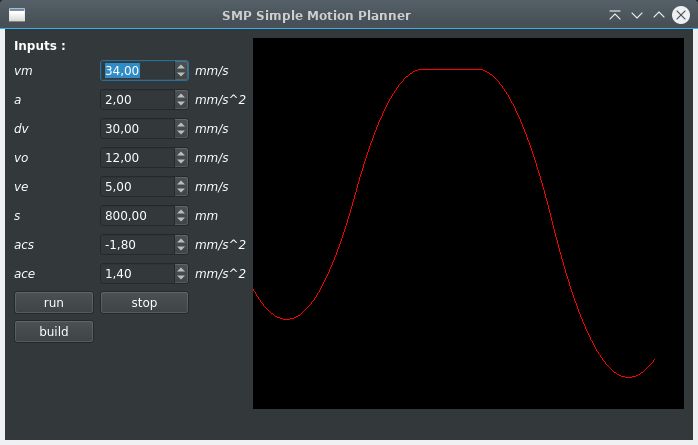 SMP Simple Motion Planner
Inputs :
vm 34,00 mm/s
a 2,00 mm/s^2
dv 30,00 mm/s
vo 12,00 mm/s
ve 5,00 mm/s
s 800,00 mm
acs -1,80 mm/s^2
ace 1,40 mm/s^2
run stop
build